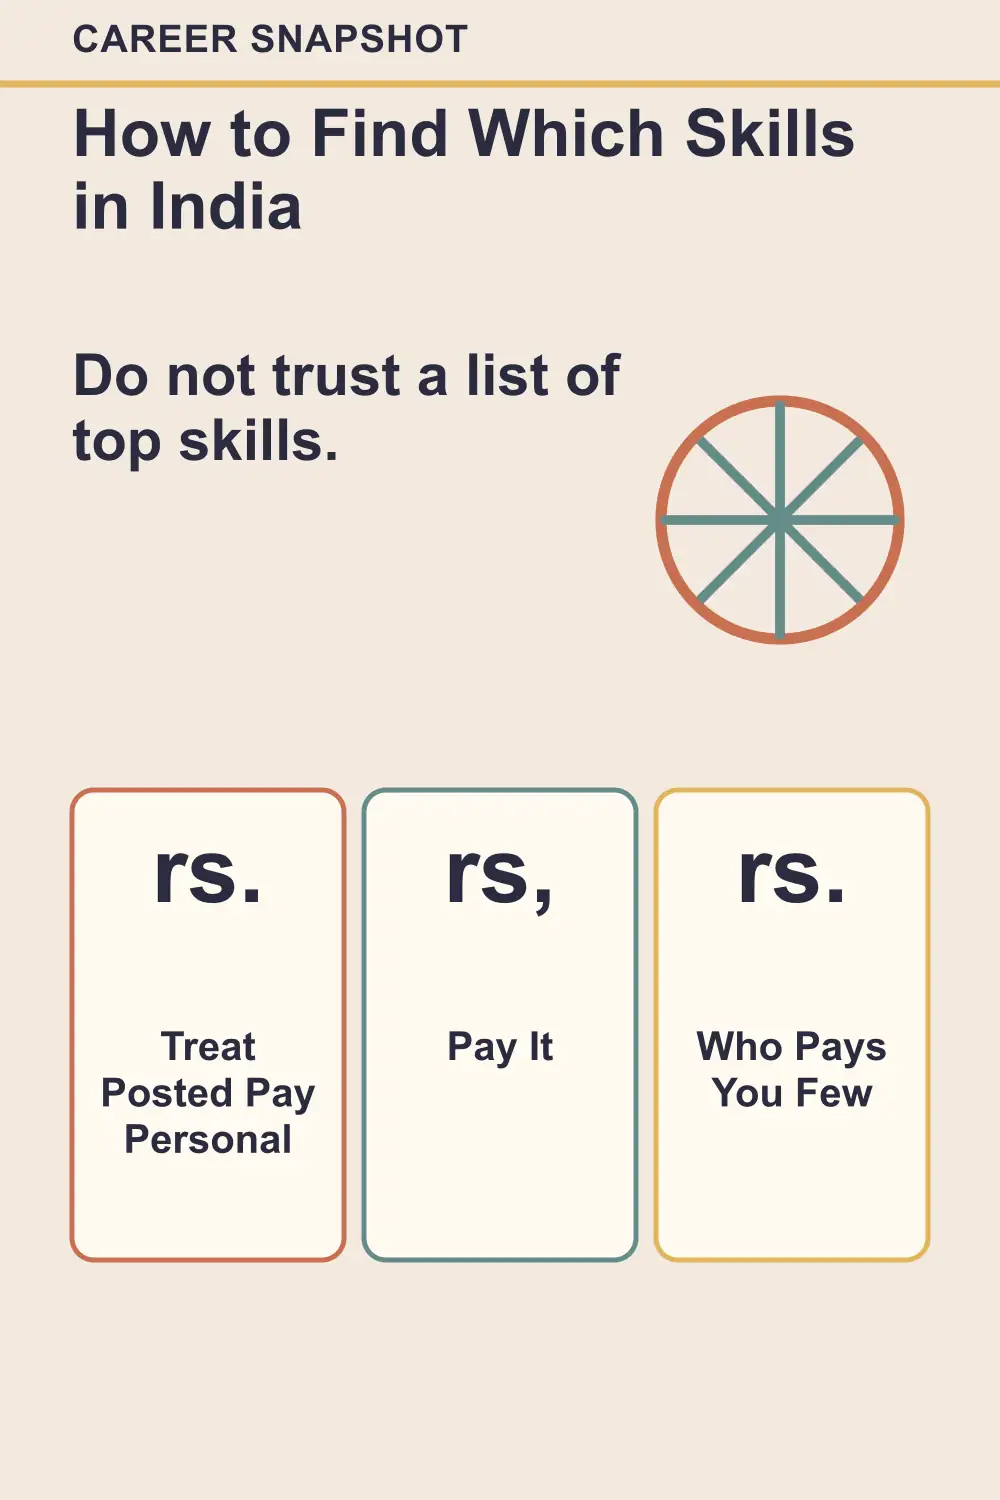 CAREER SNAPSHOT
How to Find Which Skills
in India
Do not trust a list of
top skills.
rs.
Treat
Posted Pay
Personal
rs,
Pay It
rs.
Who Pays
You Few